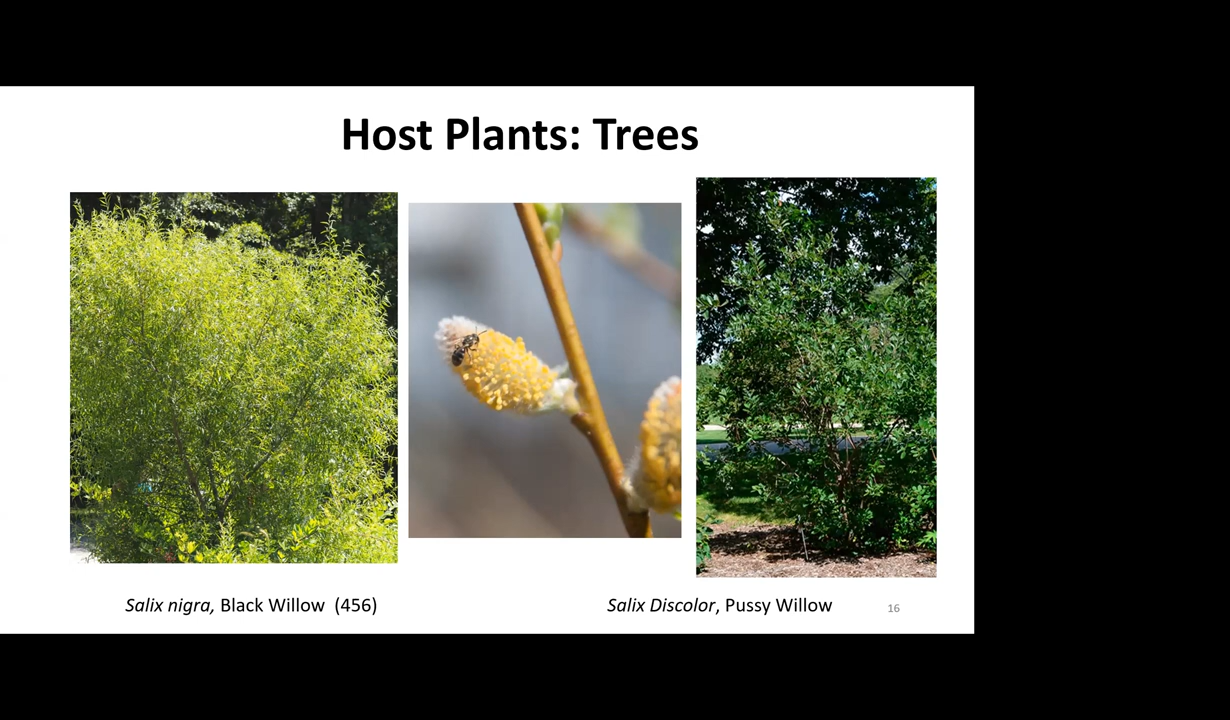 Host Plants: Trees
Salix nigra, Black Willow (456)
Salix Discolor, Pussy Willow
16